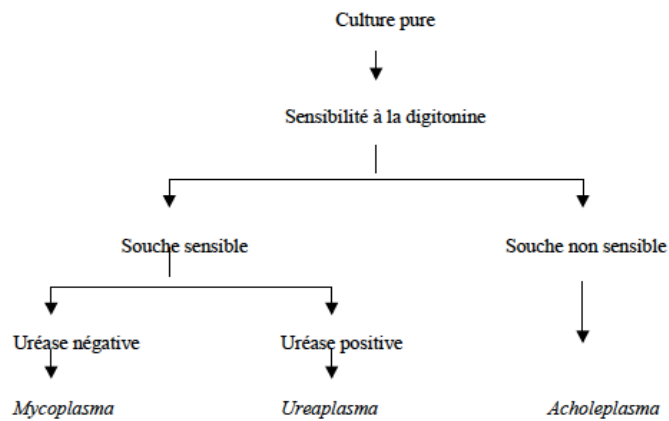 Culture pure
Sensibilité à la digitonine
Souche sensible
Souche non sensible
Uréase négative
Uréase positive
Mycoplasma
Ureaplasma
Acholeplasma